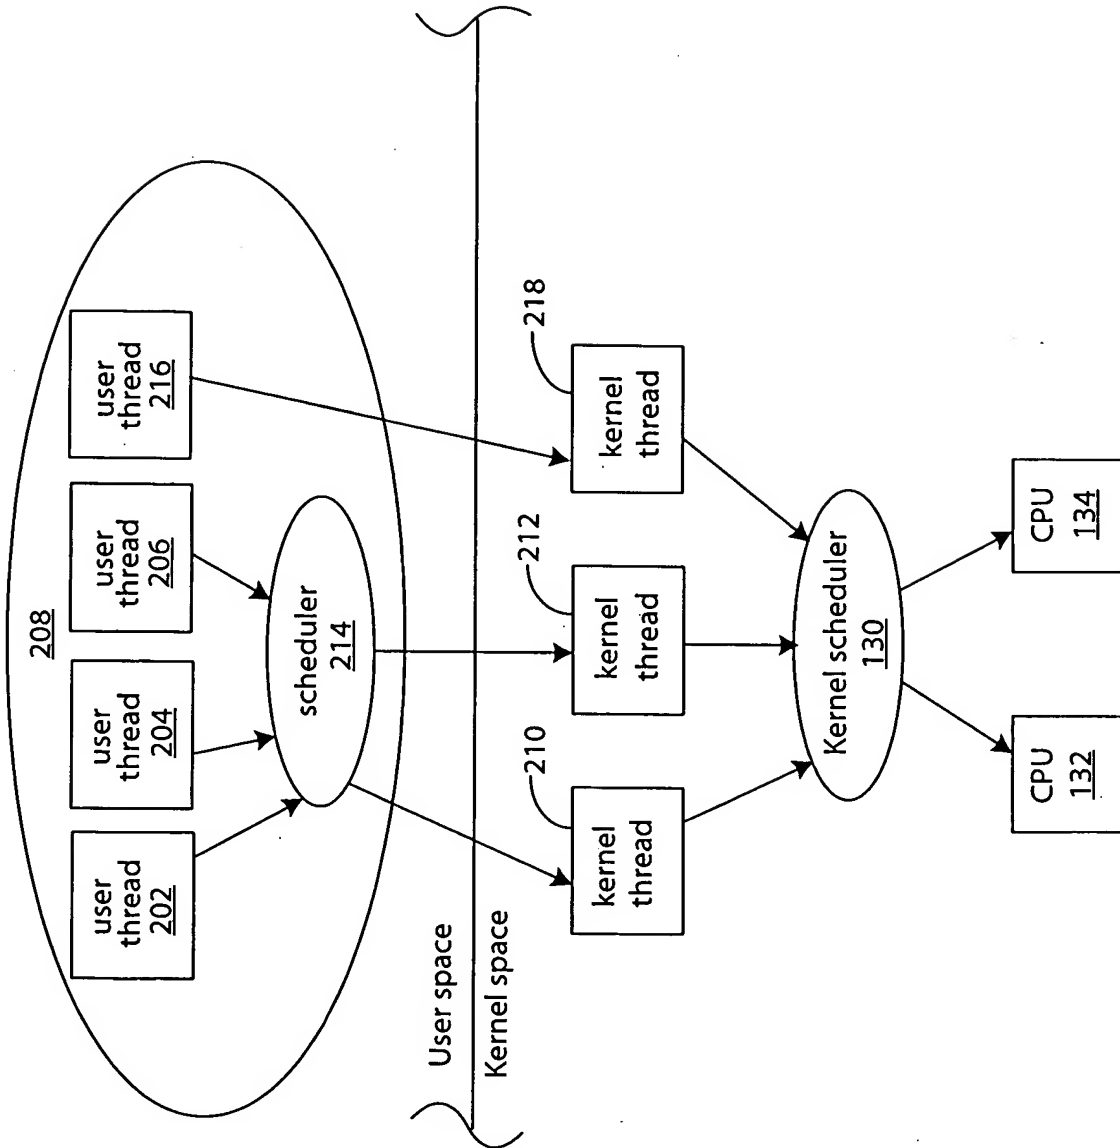 208
user
thread
202
user
thread
204
user
thread
206
user
thread
216
scheduler
214
User space
Kernel space
210
212
218
kernel
thread
kernel
thread
kernel
thread
Kernel scheduler
130
CPU
132
CPU
134